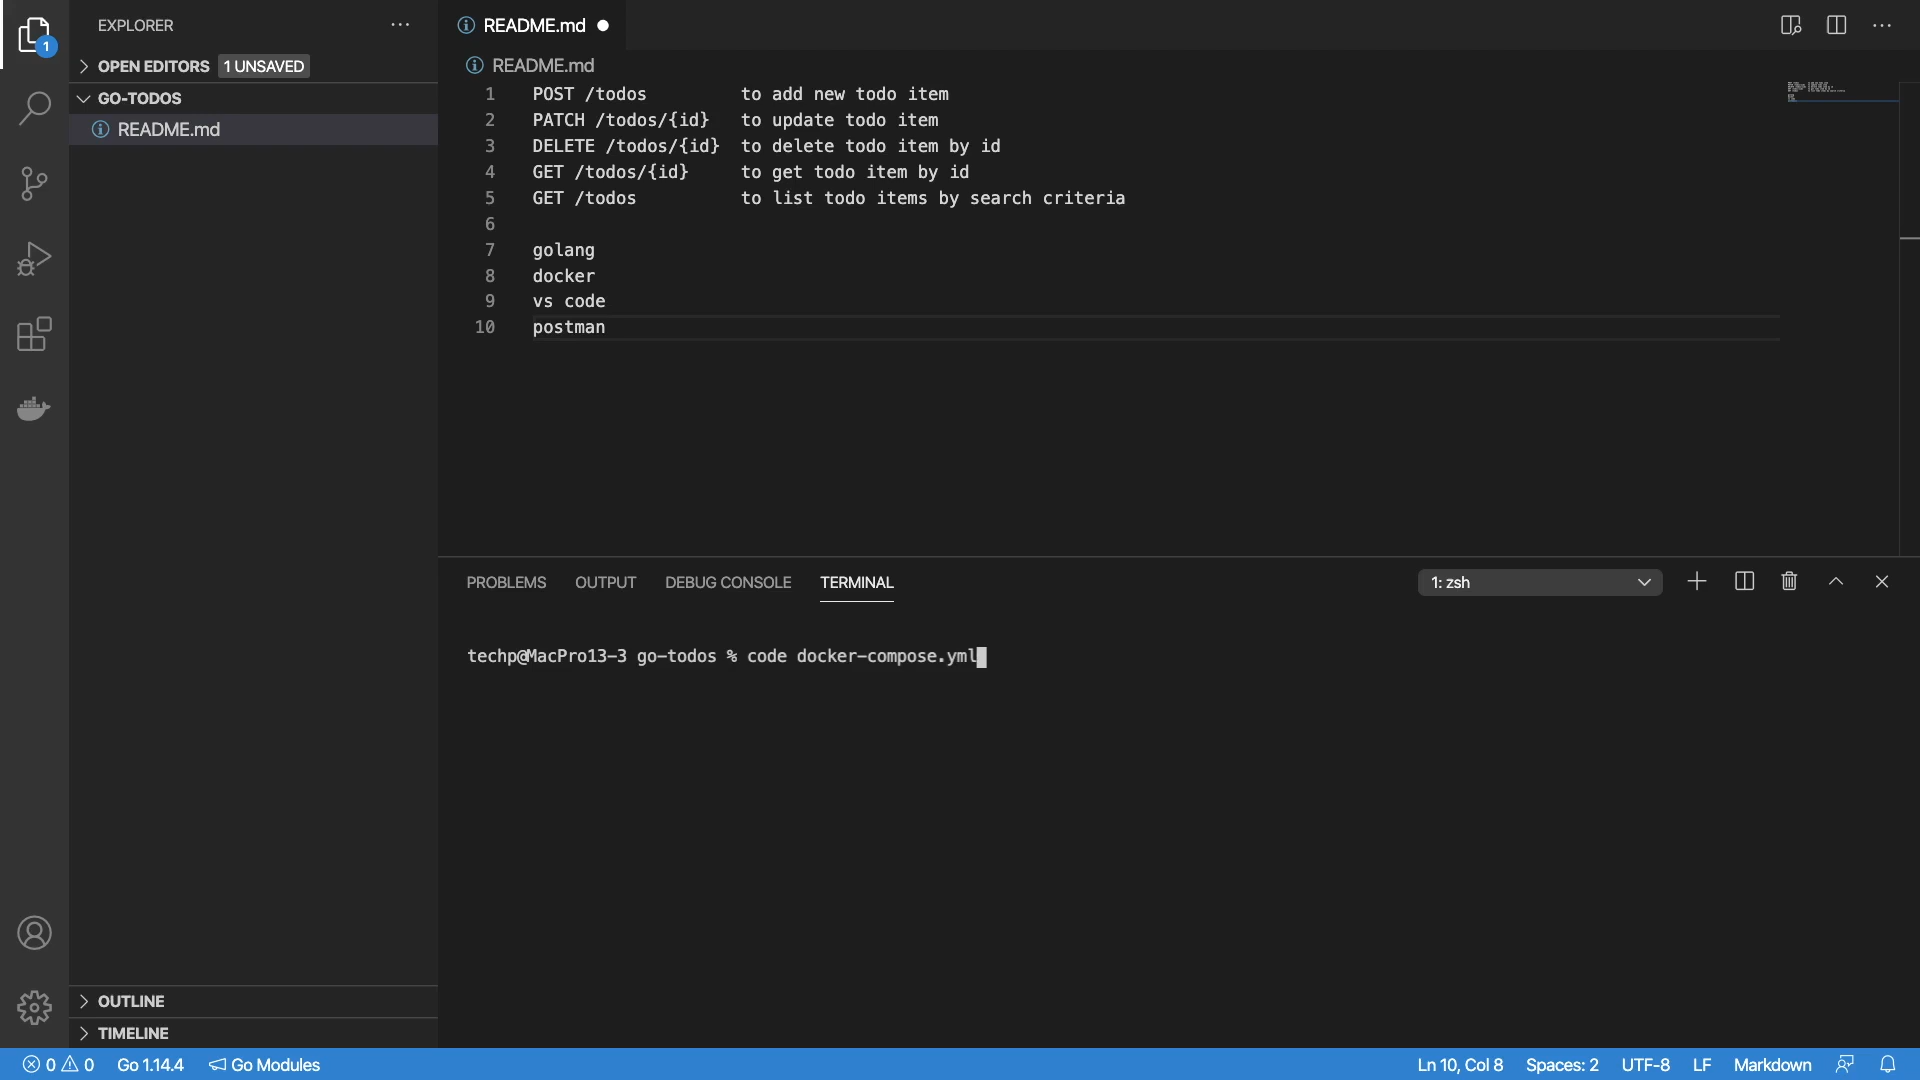 EXPLORER
1
OPEN EDITORS 1 UNSAVED
GO-TODOS
README.md
README.md
README.md
1 POST /todos to add new todo item
2 PATCH /todos/{id} to update todo item
3 DELETE /todos/{id} to delete todo item by id
4 GET /todos/{id} to get todo item by id
5 GET /todos to list todo items by search criteria
6
7 golang
8 docker
9 vs code
10 postman
PROBLEMS OUTPUT DEBUG CONSOLE TERMINAL 1: zsh
techp@MacPro13-3 go-todos % code docker-compose.yml
OUTLINE
TIMELINE
0 0 Go 1.14.4 Go Modules Ln 10, Col 8 Spaces: 2 UTF-8 LF Markdown